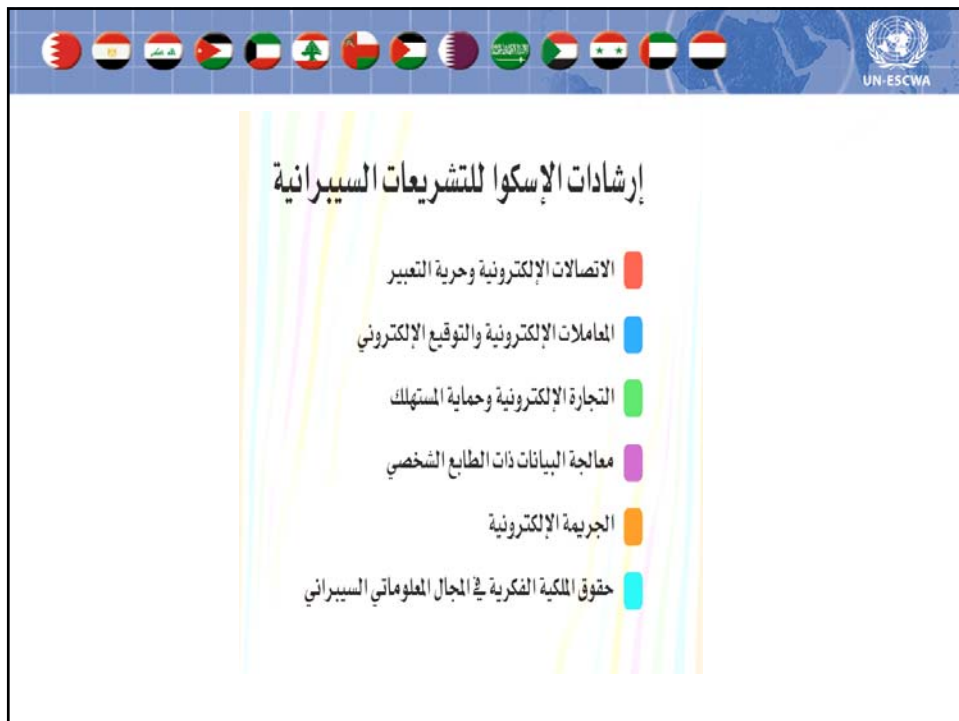 UN-ESCWA
إرشادات الإسكوا للتشريعات السيبرانية
الاتصالات الإلكترونية وحرية التعبير
المعاملات الإلكترونية والتوقيع الإلكتروني
التجارة الإلكترونية وحماية المستهلك
معالجة البيانات ذات الطابع الشخصي
الجريمة الإلكترونية
حقوق الملكية الفكرية في المجال المعلوماتي السيبراني